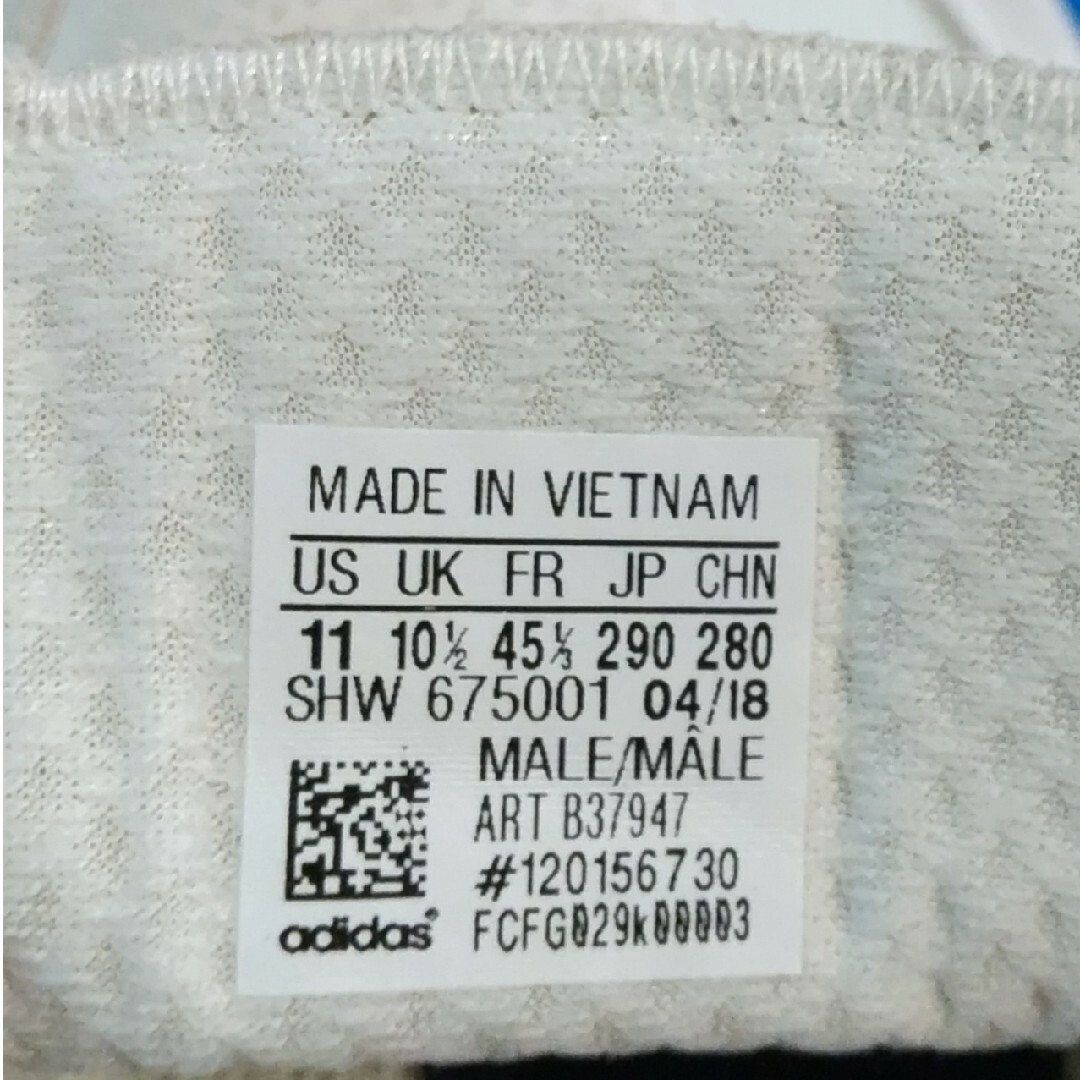 MADE IN VIETNAM
US UK FR JP CHN
11 10½ 45⅓ 290 280
SHW 675001 04/18
MALE/MÂLE
ART B37947
#120156730
adidas® FCFG029k00003